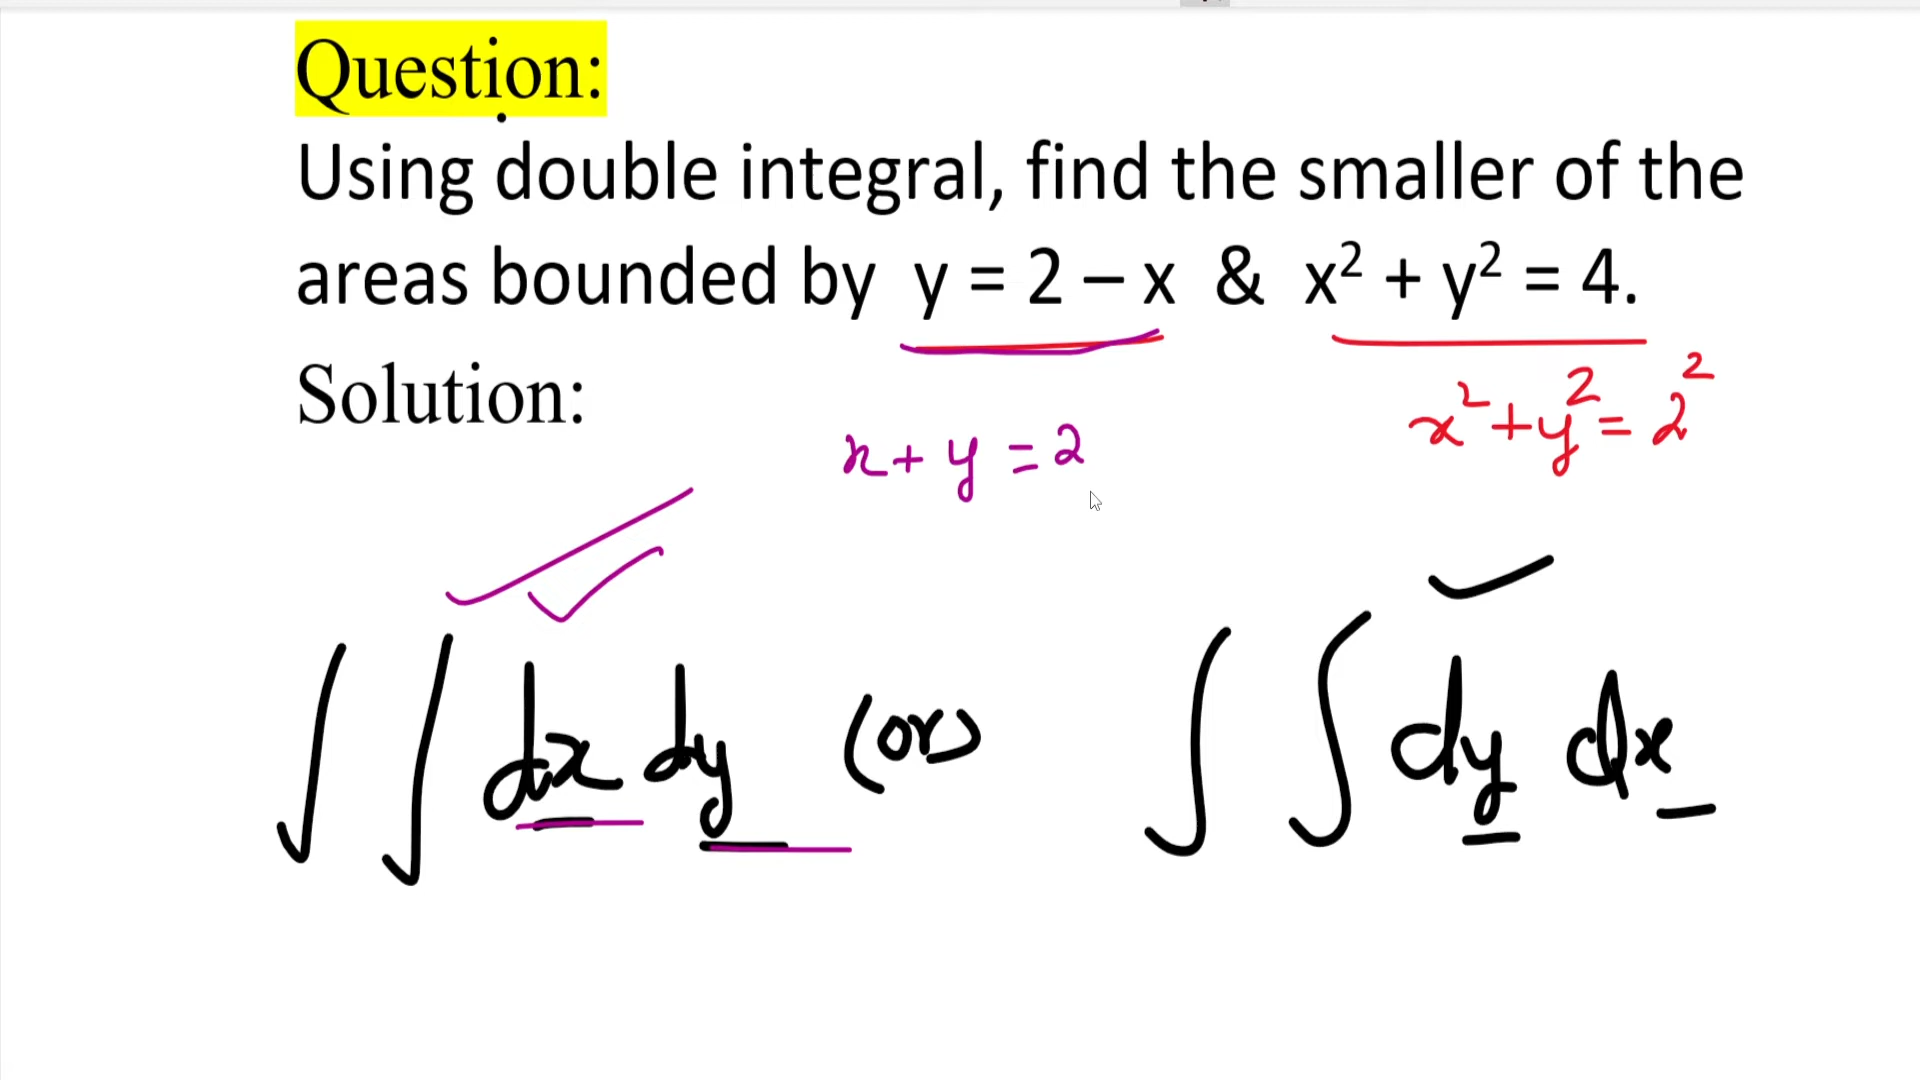 Question:
Using double integral, find the smaller of the
areas bounded by y = 2 – x & x² + y² = 4.
Solution:
x² + y² = 2²
x + y = 2
∫ ∫ dx dy (or) ∫ ∫ dy dx